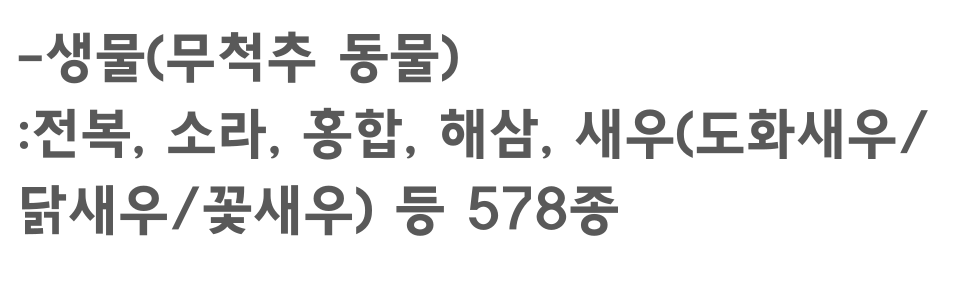 -생물(무척추 동물)
:전복, 소라, 홍합, 해삼, 새우(도화새우/
닭새우/꽃새우) 등 578종